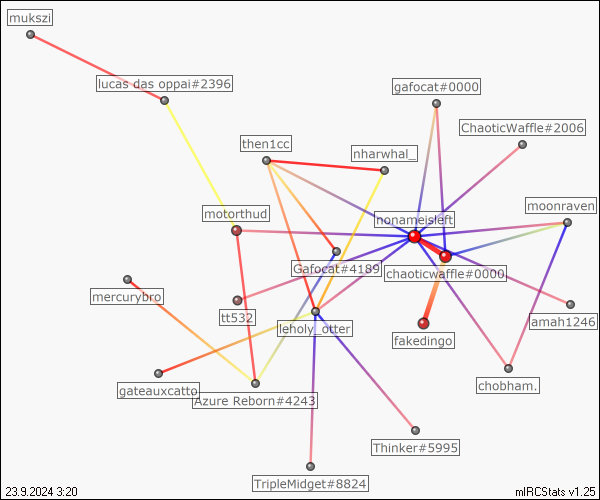 mukszi
lucas das oppai#2396
gafocat#0000
ChaoticWaffle#2006
then1cc
nharwhal_
moonraven
motorthud
nonameisleft
Gafocat#4189
chaoticwaffle#0000
mercurybro
tt532
amah1246
leholy_otter
fakedingo
gateauxcatto
Azure Reborn#4243
chobham.
Thinker#5995
TripleMidget#8824
23.9.2024 3:20
mIRCStats v1.25